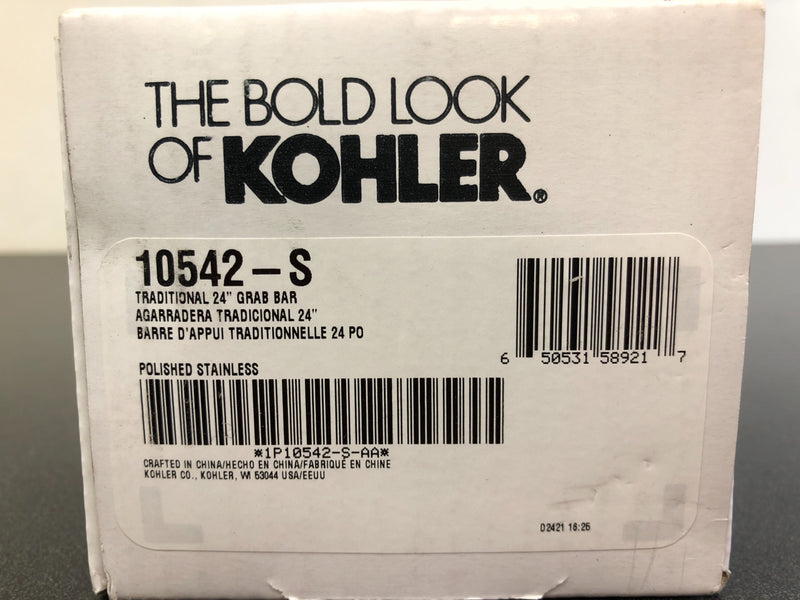 THE BOLD LOOK
OF KOHLER®
10542-S
TRADITIONAL 24" GRAB BAR
AGARRADERA TRADICIONAL 24"
BARRE D'APPUI TRADITIONNELLE 24 PO
POLISHED STAINLESS
6 50531 58921 7
*1P10542-S-AA*
CRAFTED IN CHINA/HECHO EN CHINA/FABRIQUÉ EN CHINE
KOHLER CO., KOHLER, WI 53044 USA/EEUU
D2421 16:26